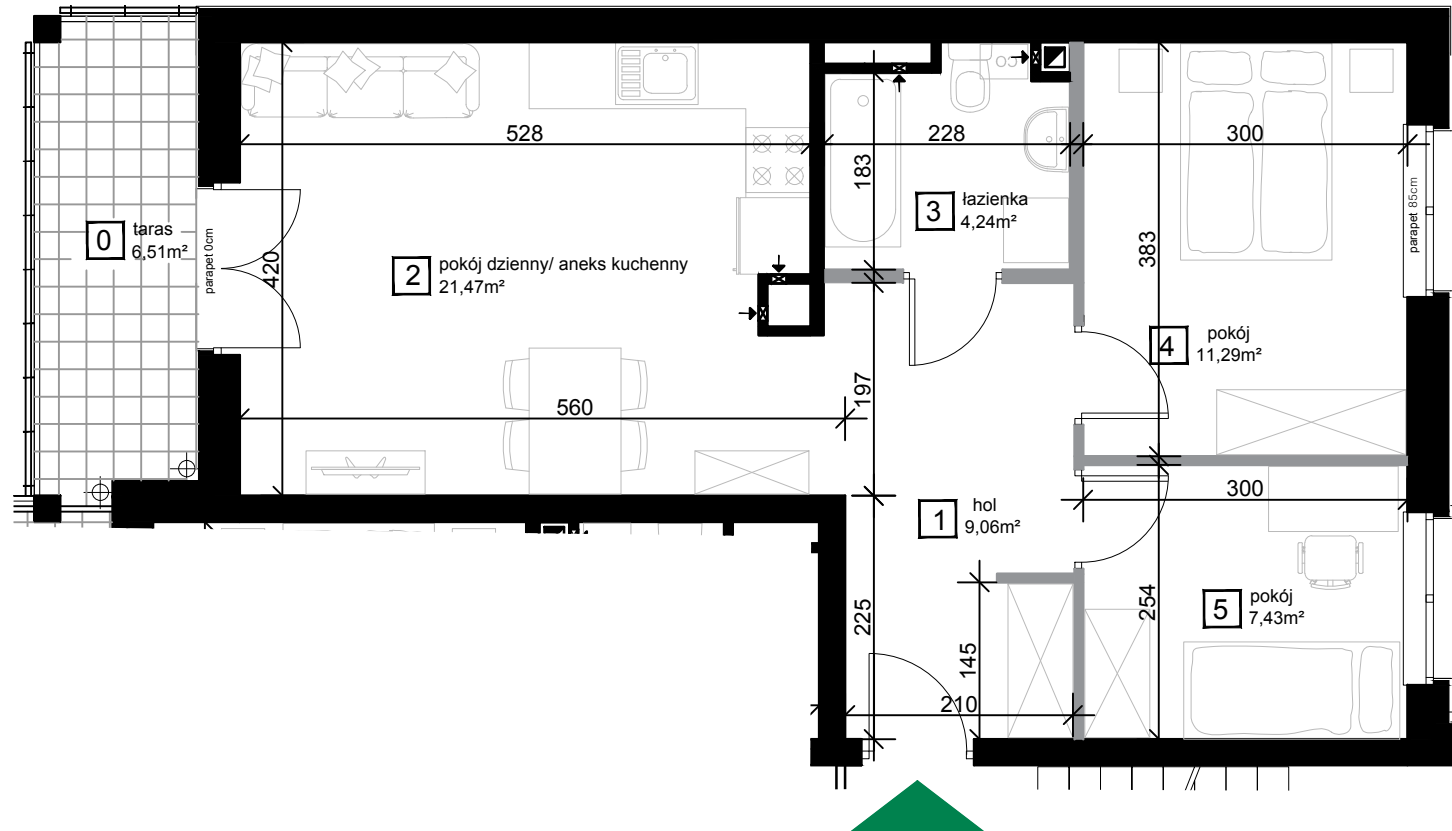 528
228
300
183
0
taras
6,51m²
parapet 0cm
420
2
pokój dzienny/ aneks kuchenny
21,47m²
3
łazienka
4,24m²
383
parapet 85cm
4
pokój
11,29m²
560
197
1
hol
9,06m²
300
225
145
210
254
5
pokój
7,43m²